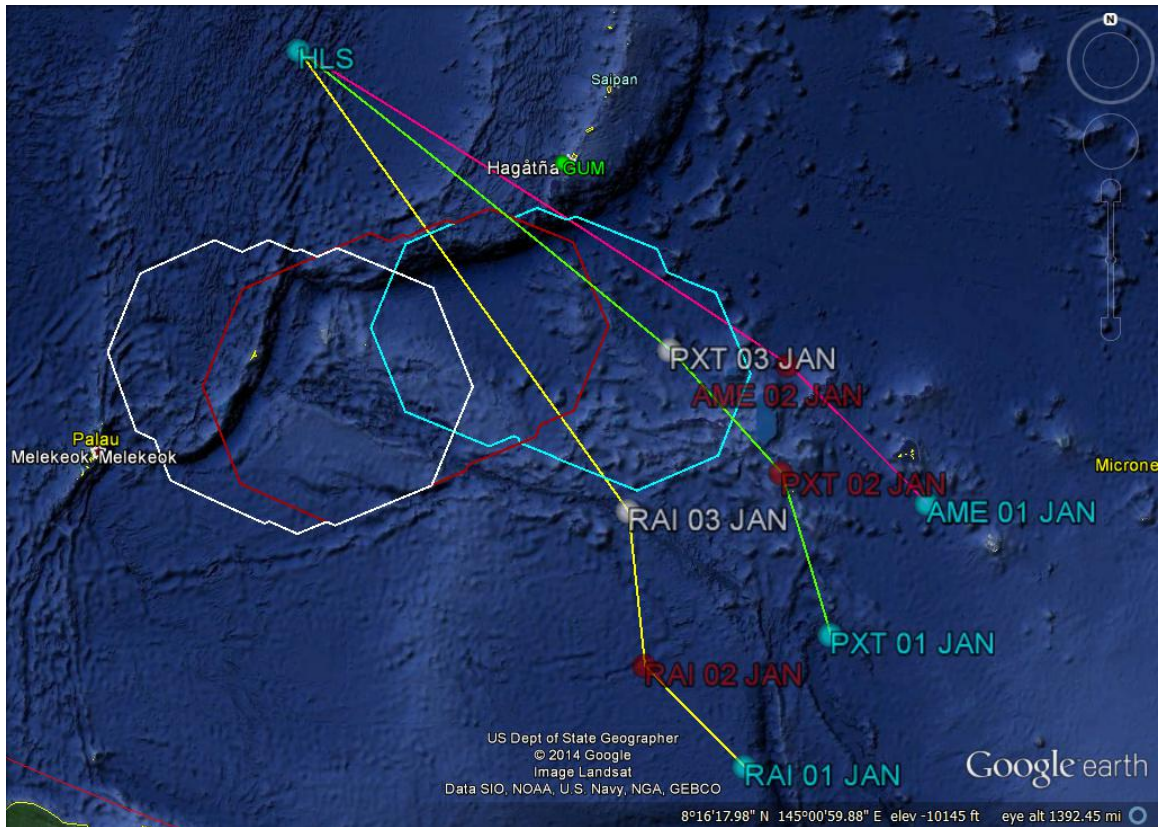 N
HLS
Saipan
Hagåtña GUM
PXT 03 JAN
AME 02 JAN
Palau
Melekeok Melekeok
Microne
PXT 02 JAN
AME 01 JAN
RAI 03 JAN
PXT 01 JAN
RAI 02 JAN
US Dept of State Geographer
© 2014 Google
Image Landsat
Data SIO, NOAA, U.S. Navy, NGA, GEBCO
RAI 01 JAN
Google earth
8°16'17.98" N 145°00'59.88" E elev -10145 ft eye alt 1392.45 mi